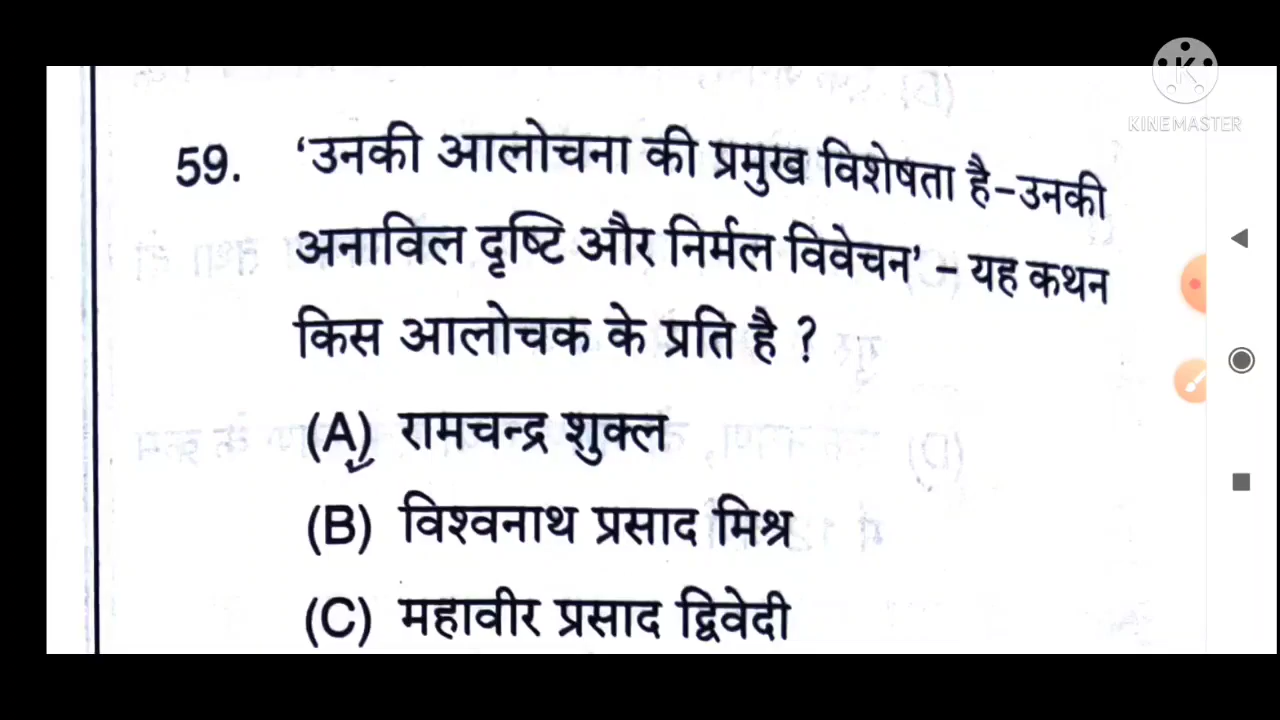 KINEMASTER
59. ‘उनकी आलोचना की प्रमुख विशेषता है–उनकी
अनाविल दृष्टि और निर्मल विवेचन’ – यह कथन
किस आलोचक के प्रति है ?
(A) रामचन्द्र शुक्ल
(B) विश्वनाथ प्रसाद मिश्र
(C) महावीर प्रसाद द्विवेदी